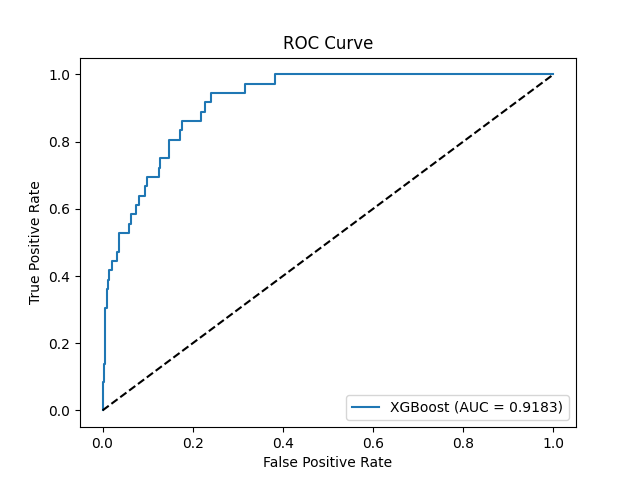 ROC Curve
True Positive Rate
1.0
0.8
0.6
0.4
0.2
0.0
XGBoost (AUC = 0.9183)
0.0 0.2 0.4 0.6 0.8 1.0
False Positive Rate